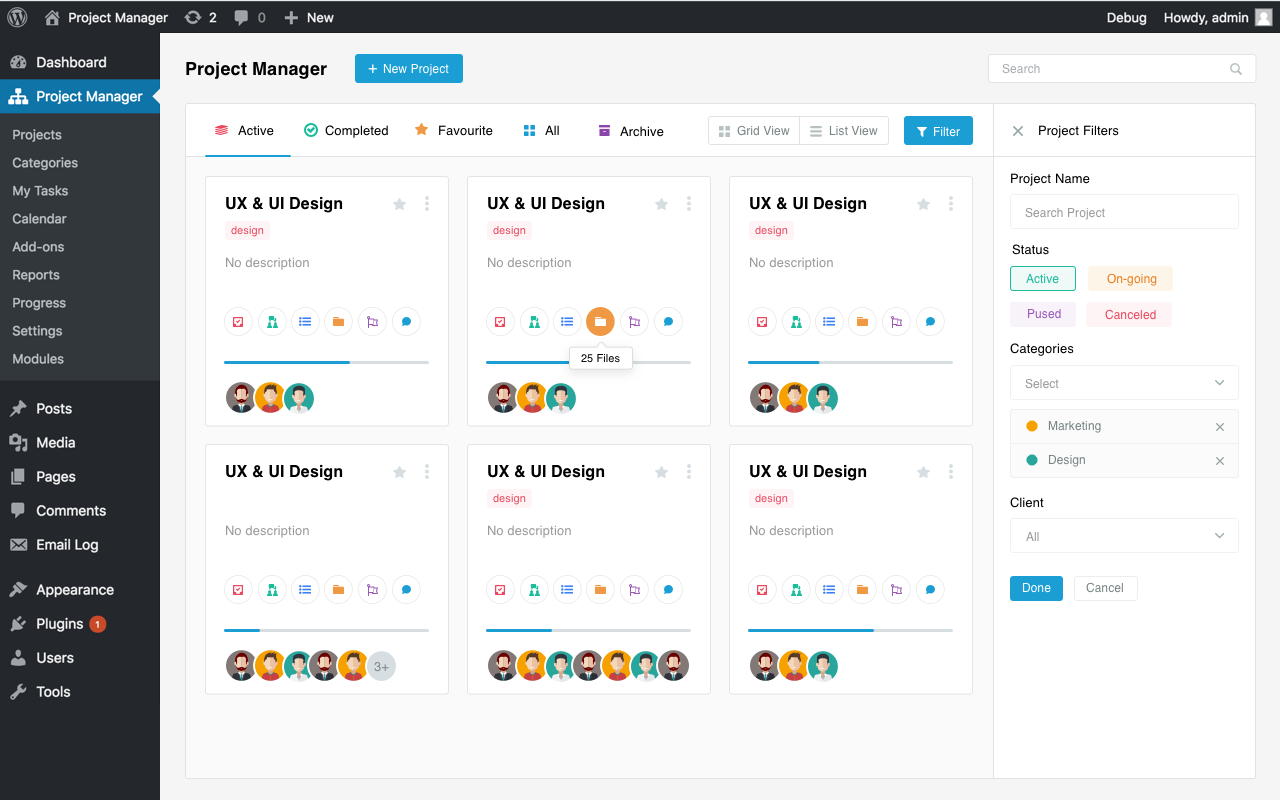 Project Manager 2 0 New Debug Howdy, admin
Dashboard
Project Manager
Projects
Categories
My Tasks
Calendar
Add-ons
Reports
Progress
Settings
Modules
Posts
Media
Pages
Comments
Email Log
Appearance
Plugins 1
Users
Tools
Project Manager + New Project Search
Active Completed Favourite All Archive Grid View List View Filter
UX & UI Design
design
No description
UX & UI Design
design
No description
25 Files
UX & UI Design
design
No description
UX & UI Design
No description
3+
UX & UI Design
design
No description
UX & UI Design
design
No description
Project Filters
Project Name
Search Project
Status
Active On-going
Pused Canceled
Categories
Select
Marketing
Design
Client
All
Done Cancel